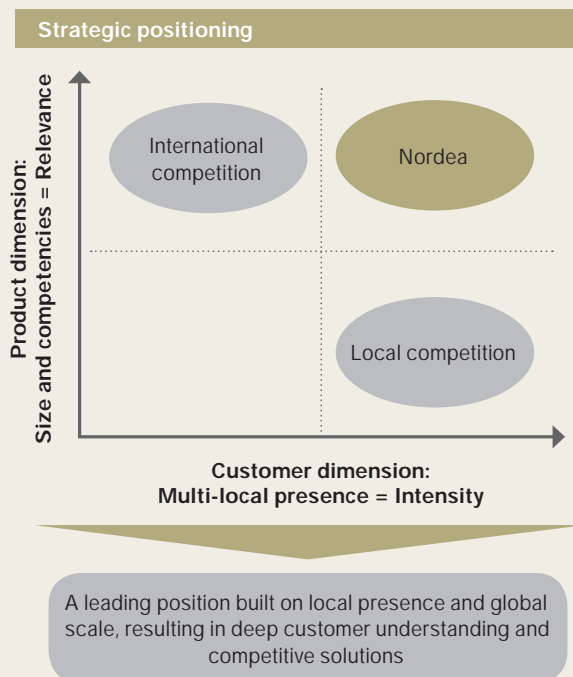 Strategic positioning
Product dimension:
Size and competencies = Relevance
International
competition
Nordea
Local competition
Customer dimension:
Multi-local presence = Intensity
A leading position built on local presence and global
scale, resulting in deep customer understanding and
competitive solutions